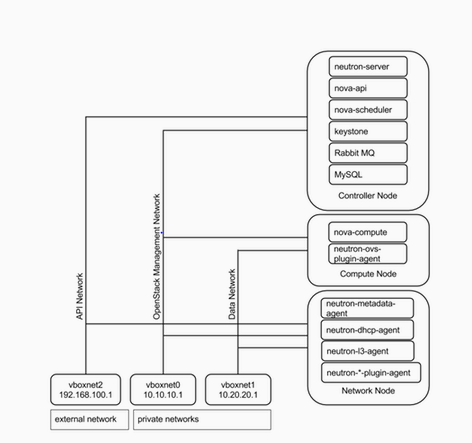 neutron-server
nova-api
nova-scheduler
keystone
Rabbit MQ
MySQL
Controller Node
nova-compute
neutron-ovs-
plugin-agent
Compute Node
neutron-metadata-
agent
neutron-dhcp-agent
neutron-l3-agent
neutron-*-plugin-agent
Network Node
API Network
OpenStack Management Network
Data Network
vboxnet2
192.168.100.1
vboxnet0
10.10.10.1
vboxnet1
10.20.20.1
external network
private networks